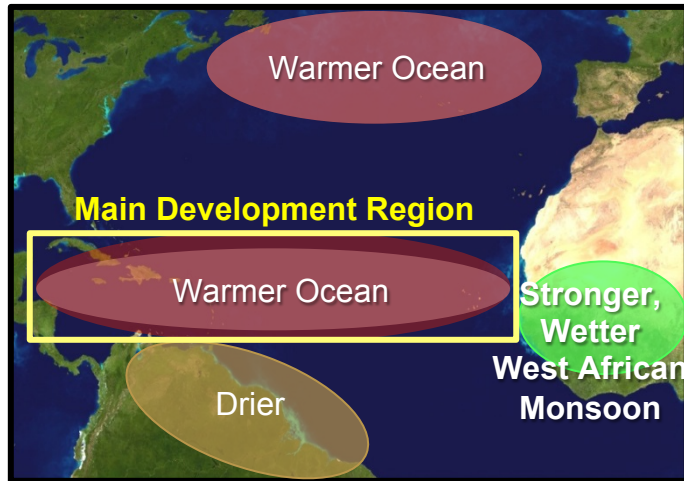 Warmer Ocean
Main Development Region
Warmer Ocean
Stronger,
Wetter
West African
Monsoon
Drier